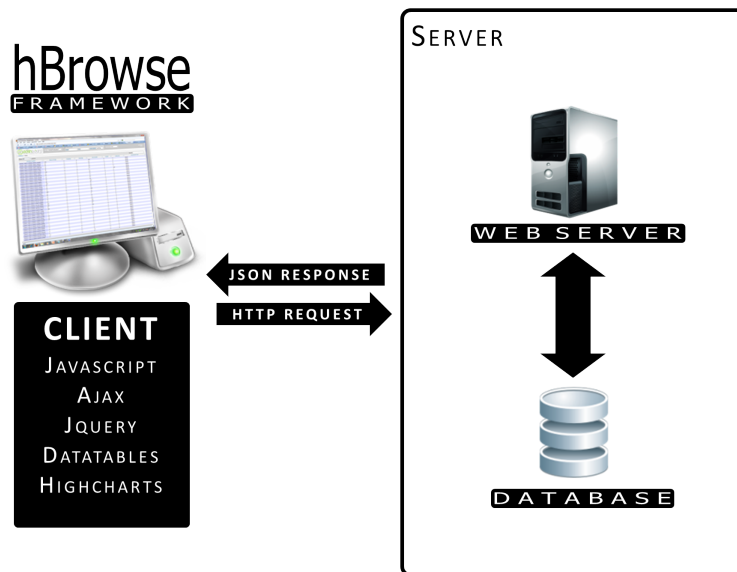 hBrowse
FRAMEWORK
JSON RESPONSE
HTTP REQUEST
CLIENT
JAVASCRIPT
AJAX
JQUERY
DATATABLES
HIGHCHARTS
SERVER
WEB SERVER
DATABASE